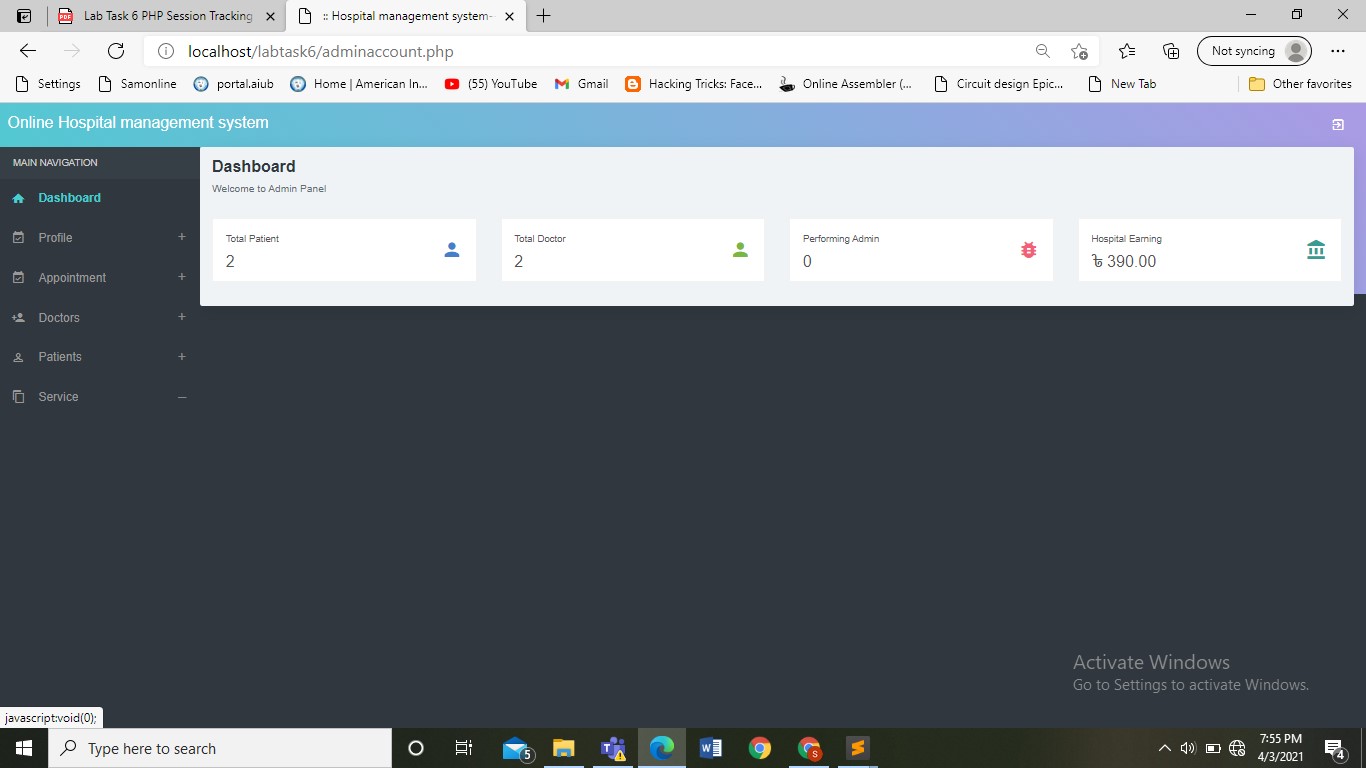 Lab Task 6 PHP Session Tracking
:: Hospital management system-
localhost/labtask6/adminaccount.php
Not syncing
Settings
Samonline
portal.aiub
Home | American In...
(55) YouTube
Gmail
Hacking Tricks: Face...
Online Assembler (...
Circuit design Epic...
New Tab
Other favorites
Online Hospital management system
MAIN NAVIGATION
Dashboard
Profile
Appointment
Doctors
Patients
Service
Dashboard
Welcome to Admin Panel
Total Patient
2
Total Doctor
2
Performing Admin
0
Hospital Earning
৳ 390.00
Activate Windows
Go to Settings to activate Windows.
javascript:void(0);
Type here to search
5
S
7:55 PM
4/3/2021
4